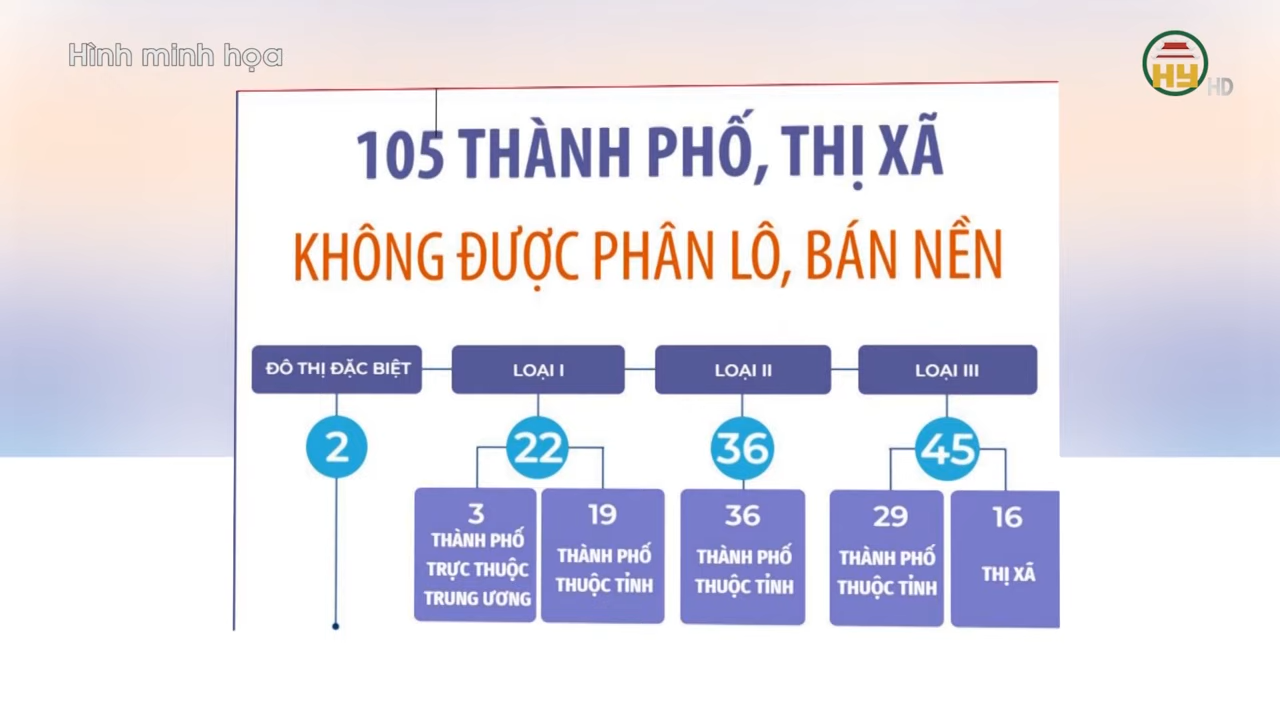 Hình minh họa
HY HD
105 THÀNH PHỐ, THỊ XÃ
KHÔNG ĐƯỢC PHÂN LÔ, BÁN NỀN
ĐÔ THỊ ĐẶC BIỆT
LOẠI I
LOẠI II
LOẠI III
2
22
36
45
3
THÀNH PHỐ
TRỰC THUỘC
TRUNG ƯƠNG
19
THÀNH PHỐ
THUỘC TỈNH
36
THÀNH PHỐ
THUỘC TỈNH
29
THÀNH PHỐ
THUỘC TỈNH
16
THỊ XÃ